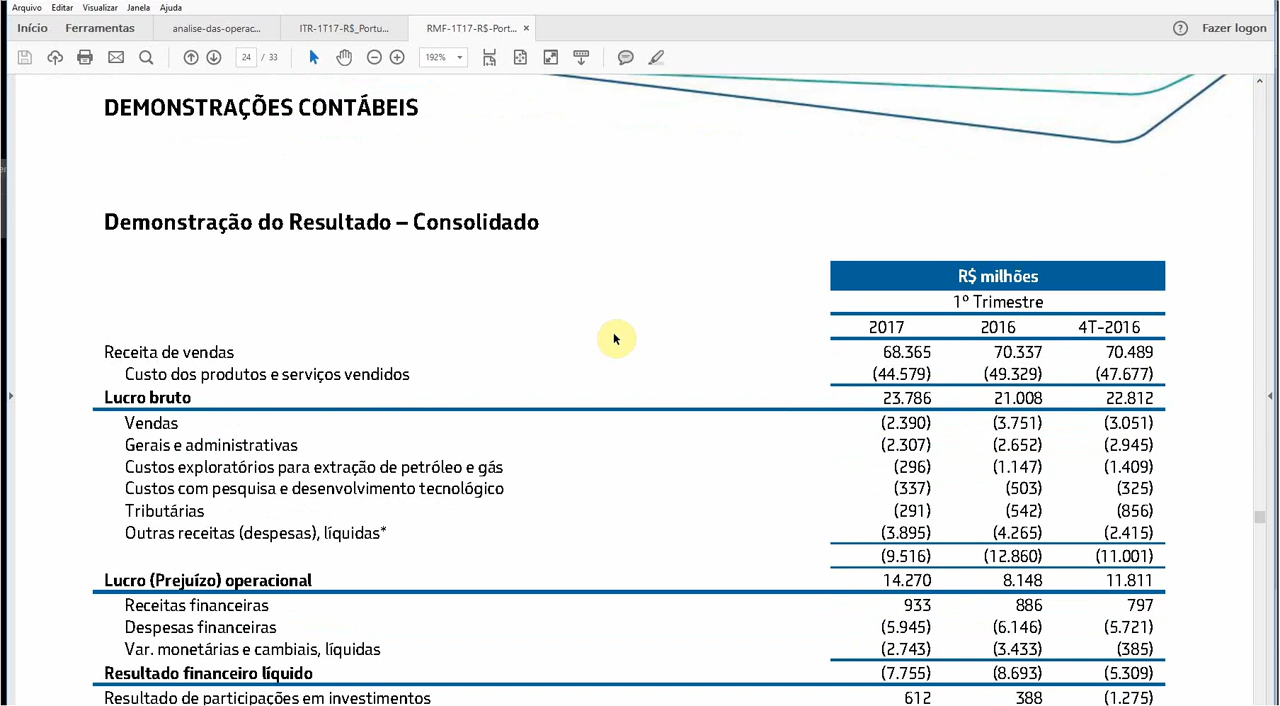 Arquivo Editar Visualizar Janela Ajuda
Início Ferramentas analise-das-operac... ITR-1T17-R$_Portu... RMF-1T17-R$-Port... × ? Fazer logon
24 / 33 192%
DEMONSTRAÇÕES CONTÁBEIS
Demonstração do Resultado – Consolidado
R$ milhões
1º Trimestre
2017 2016 4T-2016
Receita de vendas 68.365 70.337 70.489
Custo dos produtos e serviços vendidos (44.579) (49.329) (47.677)
Lucro bruto 23.786 21.008 22.812
Vendas (2.390) (3.751) (3.051)
Gerais e administrativas (2.307) (2.652) (2.945)
Custos exploratórios para extração de petróleo e gás (296) (1.147) (1.409)
Custos com pesquisa e desenvolvimento tecnológico (337) (503) (325)
Tributárias (291) (542) (856)
Outras receitas (despesas), líquidas* (3.895) (4.265) (2.415)
(9.516) (12.860) (11.001)
Lucro (Prejuízo) operacional 14.270 8.148 11.811
Receitas financeiras 933 886 797
Despesas financeiras (5.945) (6.146) (5.721)
Var. monetárias e cambiais, líquidas (2.743) (3.433) (385)
Resultado financeiro líquido (7.755) (8.693) (5.309)
Resultado de participações em investimentos 612 388 (1.275)